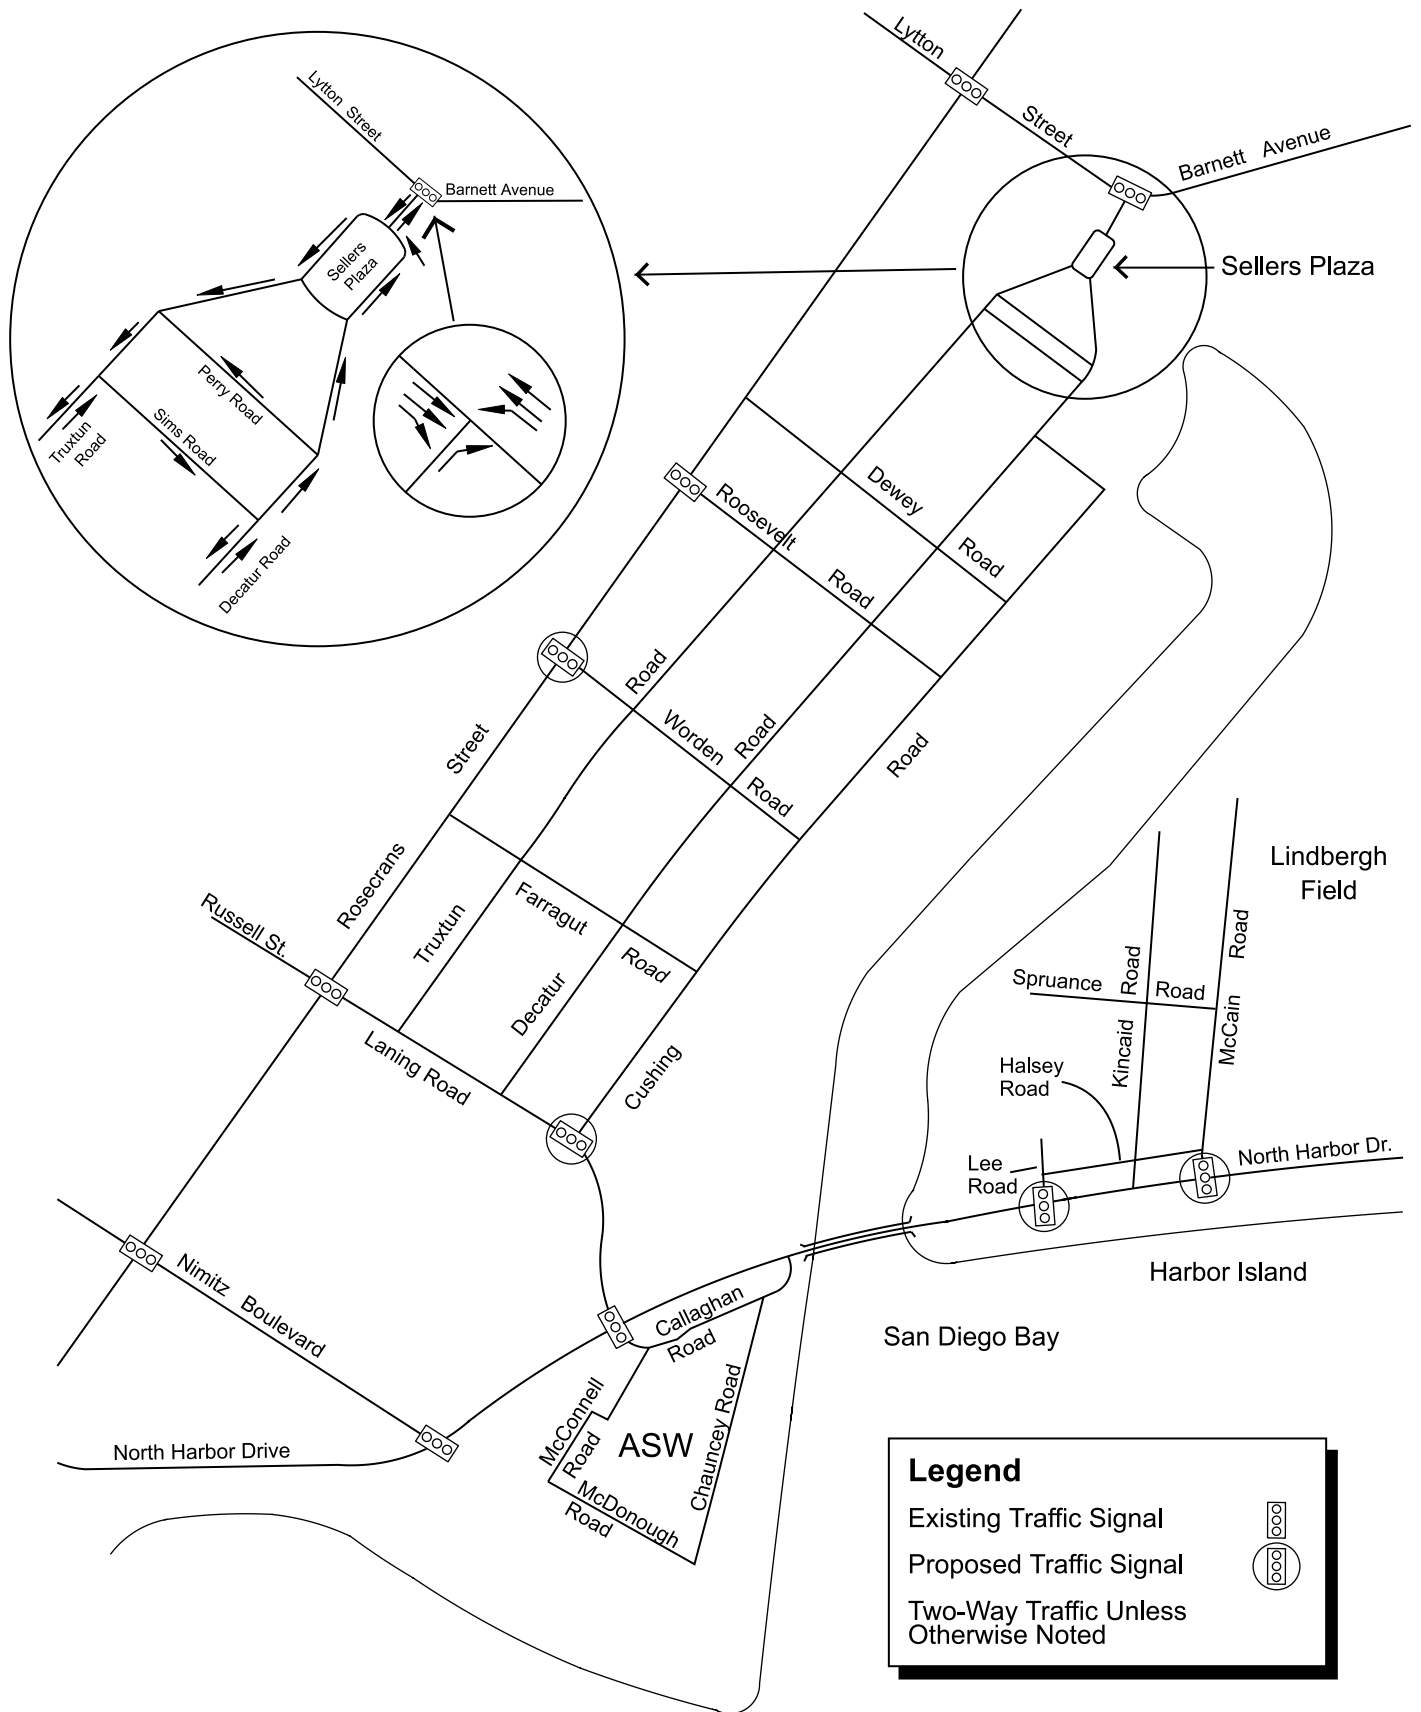 Lytton
Street
Barnett Avenue
Sellers Plaza
Lytton Street
Barnett Avenue
Sellers
Plaza
Perry Road
Sims Road
Truxtun
Road
Decatur Road
Dewey
Road
Roosevelt
Road
Road
Worden
Road
Road
Road
Street
Rosecrans
Russell St.
Truxtun
Farragut
Road
Decatur
Laning Road
Cushing
Lindbergh
Field
Spruance
Road
Road
Road
Kincaid
McCain
Halsey
Road
Lee
Road
North Harbor Dr.
Harbor Island
San Diego Bay
Nimitz
Boulevard
North Harbor Drive
Callaghan
Road
McConnell
Road
ASW
Chauncey Road
McDonough
Road
Legend
Existing Traffic Signal
Proposed Traffic Signal
Two-Way Traffic Unless
Otherwise Noted